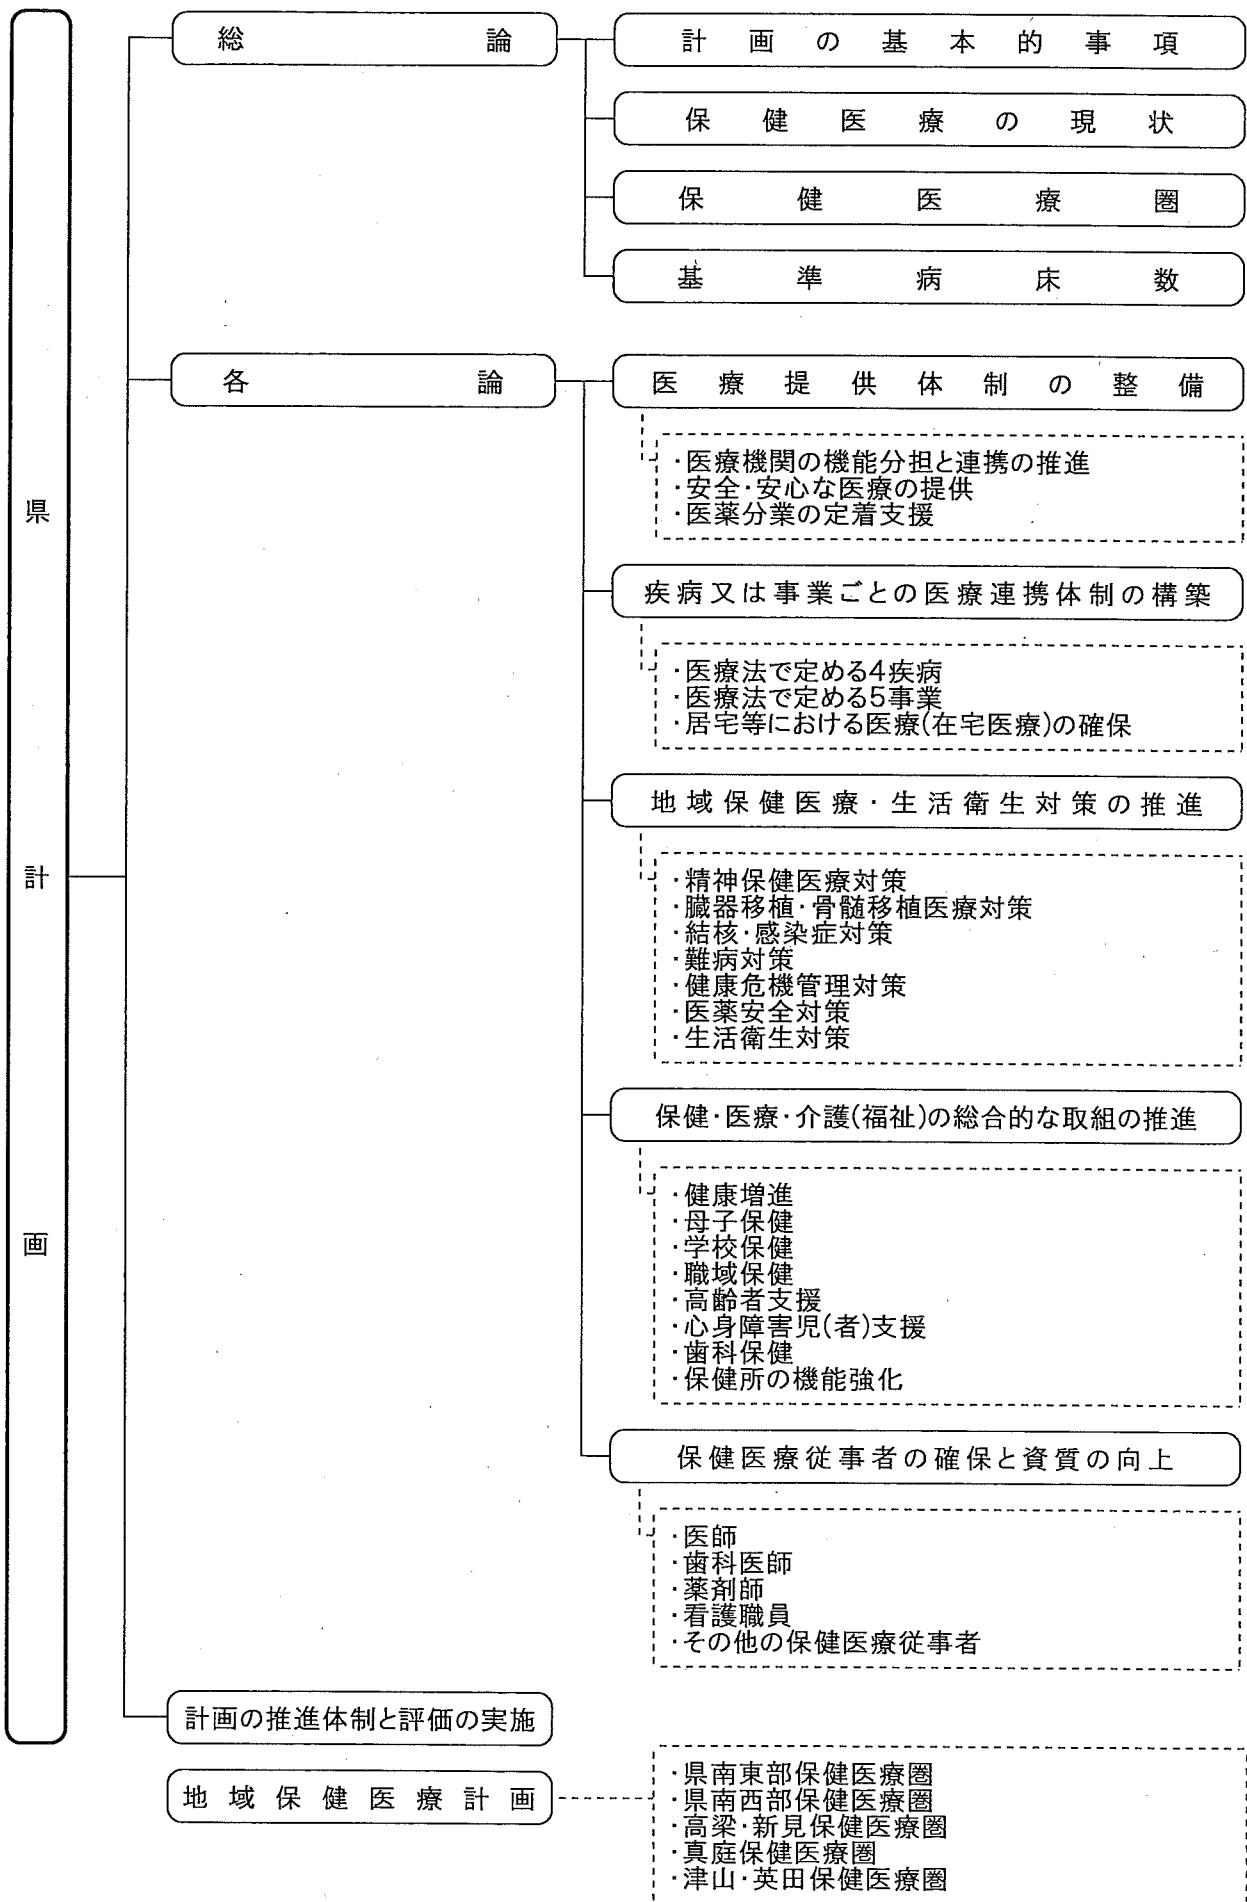 県計画
総論
計画の基本的事項
保健医療の現状
保健医療圏
基準病床数
各論
医療提供体制の整備
・医療機関の機能分担と連携の推進
・安全・安心な医療の提供
・医薬分業の定着支援
疾病又は事業ごとの医療連携体制の構築
・医療法で定める4疾病
・医療法で定める5事業
・居宅等における医療(在宅医療)の確保
地域保健医療・生活衛生対策の推進
・精神保健医療対策
・臓器移植・骨髄移植医療対策
・結核・感染症対策
・難病対策
・健康危機管理対策
・医薬安全対策
・生活衛生対策
保健・医療・介護(福祉)の総合的な取組の推進
・健康増進
・母子保健
・学校保健
・職域保健
・高齢者支援
・心身障害児(者)支援
・歯科保健
・保健所の機能強化
保健医療従事者の確保と資質の向上
・医師
・歯科医師
・薬剤師
・看護職員
・その他の保健医療従事者
計画の推進体制と評価の実施
地域保健医療計画
・県南東部保健医療圏
・県南西部保健医療圏
・高梁・新見保健医療圏
・真庭保健医療圏
・津山・英田保健医療圏